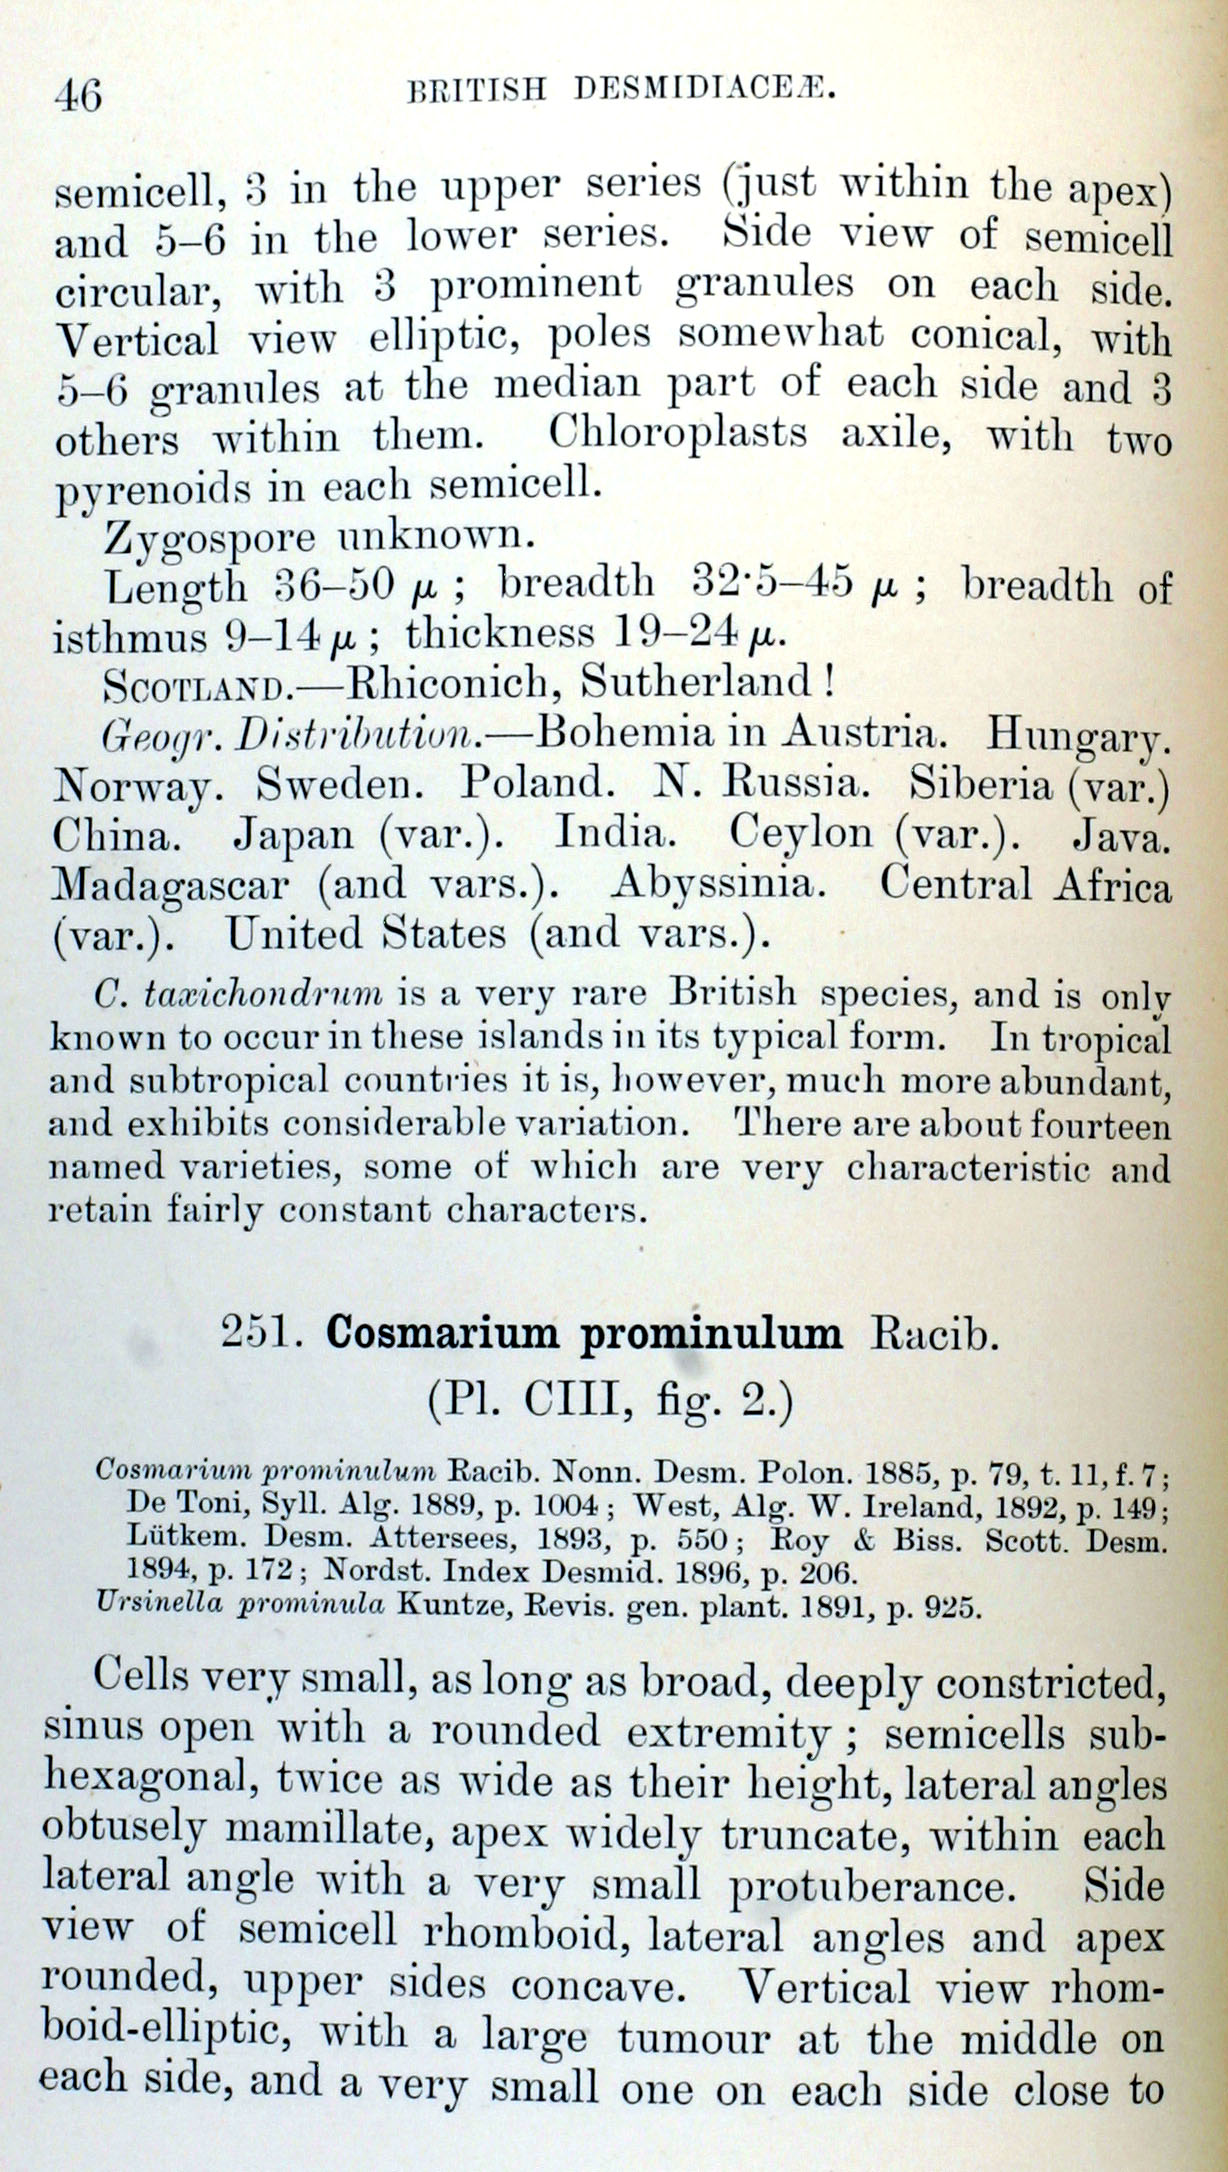 46 BRITISH DESMIDIACEÆ.
semicell, 3 in the upper series (just within the apex)
and 5–6 in the lower series. Side view of semicell
circular, with 3 prominent granules on each side.
Vertical view elliptic, poles somewhat conical, with
5–6 granules at the median part of each side and 3
others within them. Chloroplasts axile, with two
pyrenoids in each semicell.
Zygospore unknown.
Length 36–50 μ ; breadth 32·5–45 μ ; breadth of
isthmus 9–14 μ ; thickness 19–24 μ.
SCOTLAND.—Rhiconich, Sutherland !
Geogr. Distribution.—Bohemia in Austria. Hungary.
Norway. Sweden. Poland. N. Russia. Siberia (var.)
China. Japan (var.). India. Ceylon (var.). Java.
Madagascar (and vars.). Abyssinia. Central Africa
(var.). United States (and vars.).
C. taxichondrum is a very rare British species, and is only
known to occur in these islands in its typical form. In tropical
and subtropical countries it is, however, much more abundant,
and exhibits considerable variation. There are about fourteen
named varieties, some of which are very characteristic and
retain fairly constant characters.
251. Cosmarium prominulum Racib.
(Pl. CIII, fig. 2.)
Cosmarium prominulum Racib. Nonn. Desm. Polon. 1885, p. 79, t. 11, f. 7 ;
De Toni, Syll. Alg. 1889, p. 1004 ; West, Alg. W. Ireland, 1892, p. 149 ;
Lütkem. Desm. Attersees, 1893, p. 550 ; Roy & Biss. Scott. Desm.
1894, p. 172 ; Nordst. Index Desmid. 1896, p. 206.
Ursinella prominula Kuntze, Revis. gen. plant. 1891, p. 925.
Cells very small, as long as broad, deeply constricted,
sinus open with a rounded extremity ; semicells sub-
hexagonal, twice as wide as their height, lateral angles
obtusely mamillate, apex widely truncate, within each
lateral angle with a very small protuberance. Side
view of semicell rhomboid, lateral angles and apex
rounded, upper sides concave. Vertical view rhom-
boid-elliptic, with a large tumour at the middle on
each side, and a very small one on each side close to